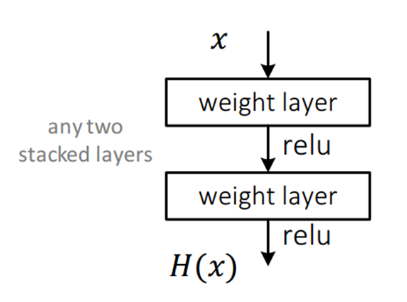 x
weight layer
any two
stacked layers
relu
weight layer
relu
H(x)